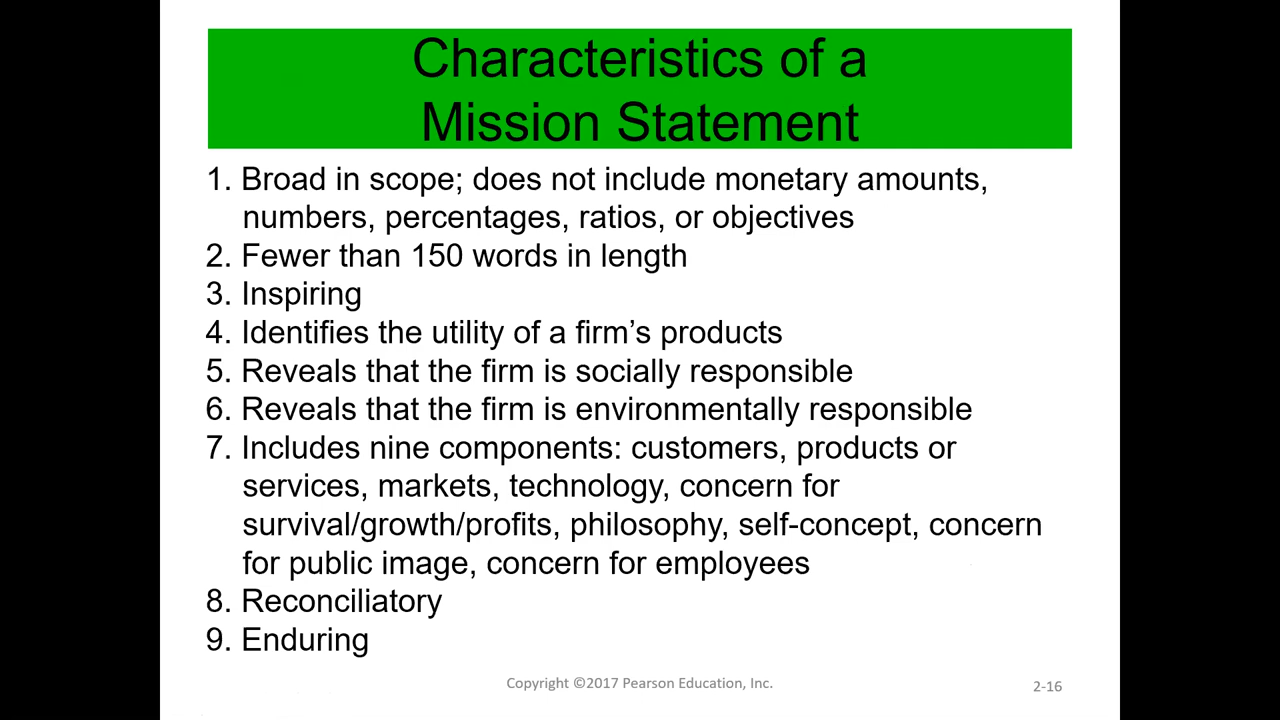 Characteristics of a
Mission Statement
1. Broad in scope; does not include monetary amounts,
numbers, percentages, ratios, or objectives
2. Fewer than 150 words in length
3. Inspiring
4. Identifies the utility of a firm’s products
5. Reveals that the firm is socially responsible
6. Reveals that the firm is environmentally responsible
7. Includes nine components: customers, products or
services, markets, technology, concern for
survival/growth/profits, philosophy, self-concept, concern
for public image, concern for employees
8. Reconciliatory
9. Enduring
Copyright ©2017 Pearson Education, Inc.
2-16